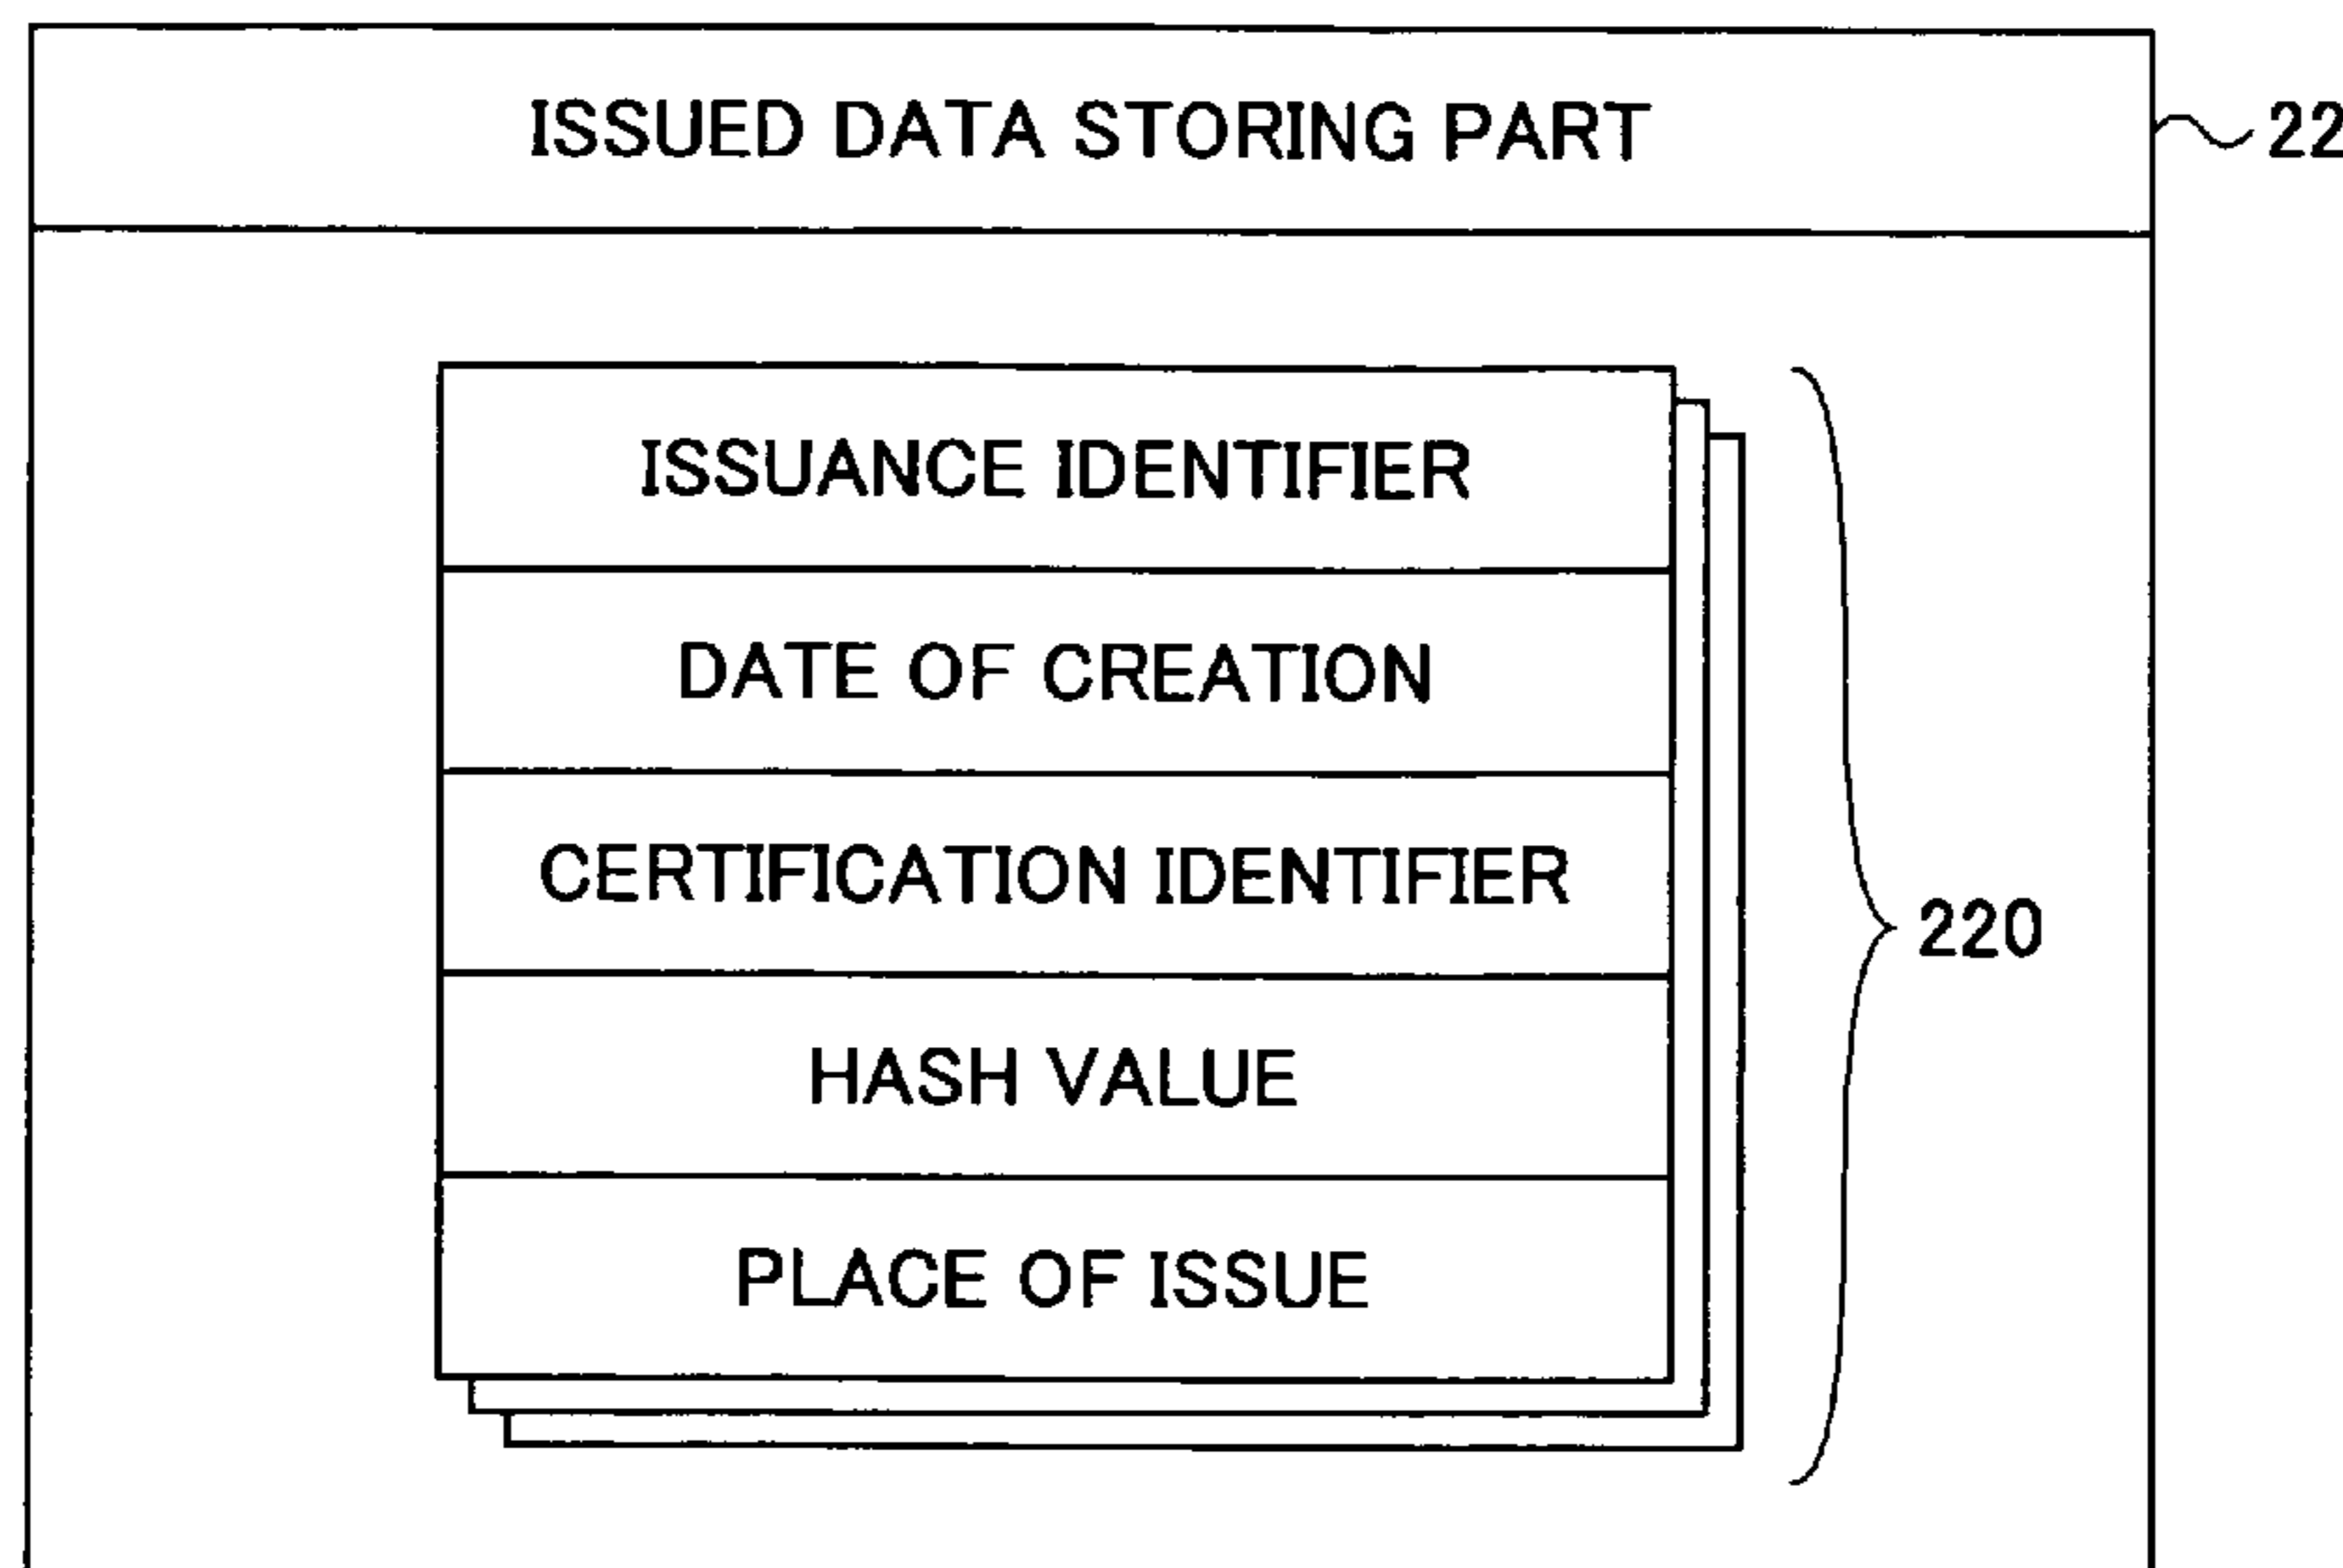 ISSUED DATA STORING PART
22
ISSUANCE IDENTIFIER
DATE OF CREATION
CERTIFICATION IDENTIFIER
220
HASH VALUE
PLACE OF ISSUE